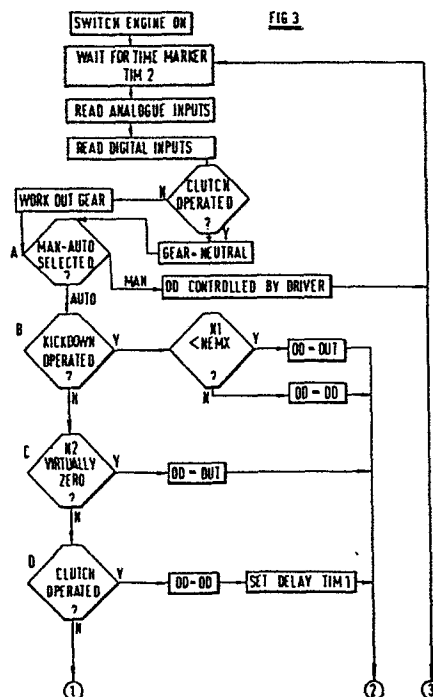 FIG 3
SWITCH ENGINE ON
WAIT FOR TIME MARKER
TIM 2
READ ANALOGUE INPUTS
READ DIGITAL INPUTS
CLUTCH
OPERATED
?
N
Y
WORK OUT GEAR
GEAR=NEUTRAL
A
MAN-AUTO
SELECTED
?
MAN
OD CONTROLLED BY DRIVER
AUTO
B
KICKDOWN
OPERATED
?
Y
N
N1
<NEMX
?
Y
N
OD=OUT
OD=OD
C
N2
VIRTUALLY
ZERO
?
Y
N
OD=OUT
D
CLUTCH
OPERATED
?
Y
N
OD=OD
SET DELAY TIM1
1
2
3